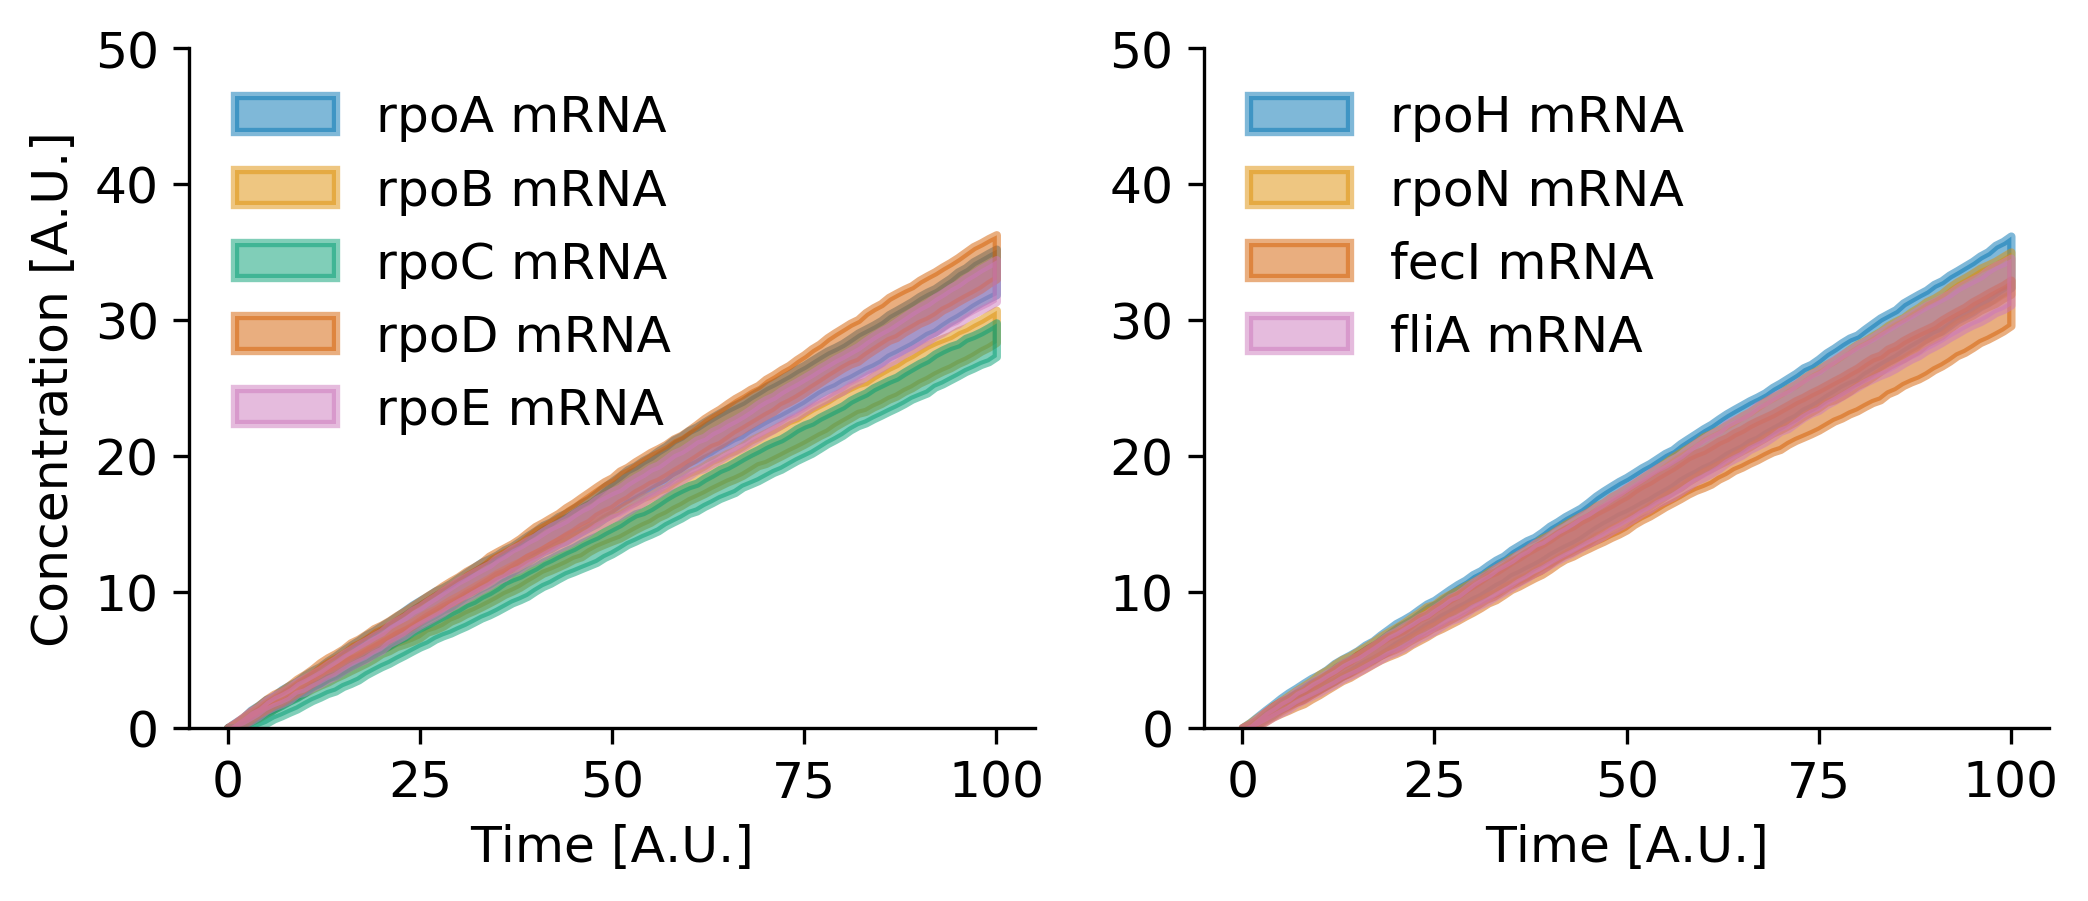 Concentration [A.U.]
50
40
30
20
10
0
rpoA mRNA
rpoB mRNA
rpoC mRNA
rpoD mRNA
rpoE mRNA
0 25 50 75 100
Time [A.U.]
50
40
30
20
10
0
rpoH mRNA
rpoN mRNA
fecI mRNA
fliA mRNA
0 25 50 75 100
Time [A.U.]